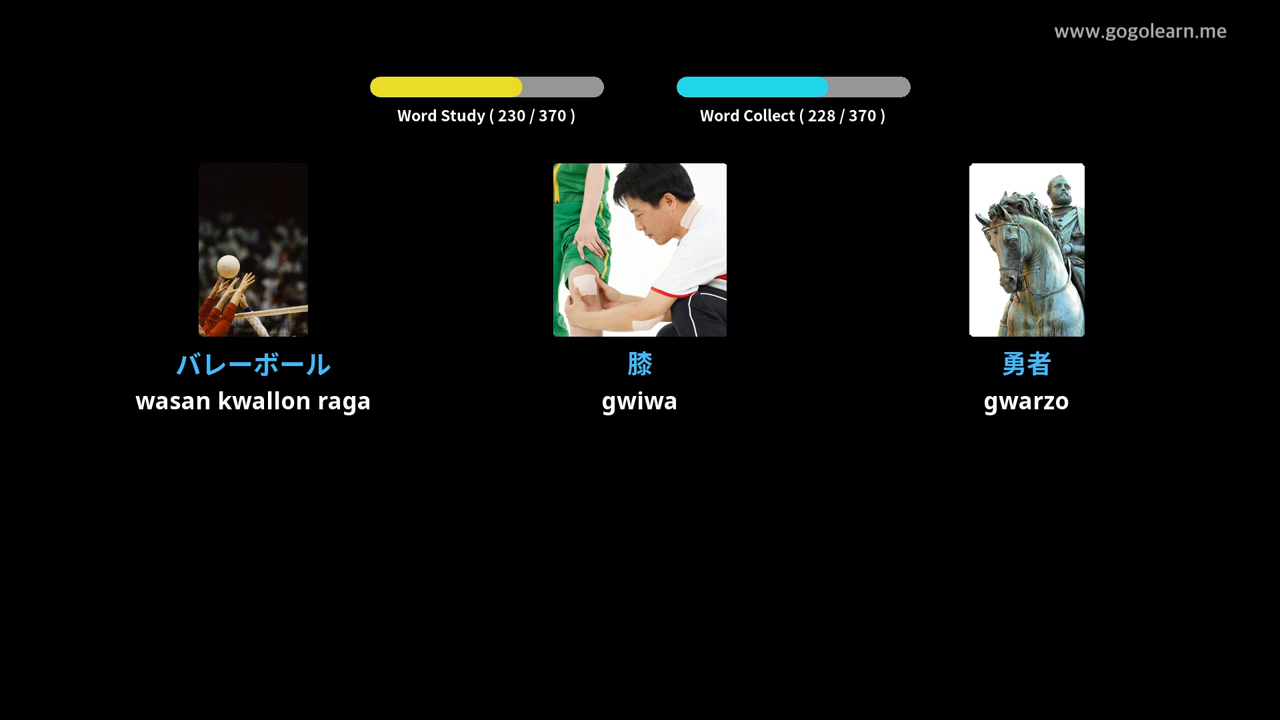 www.gogolearn.me
Word Study ( 230 / 370 )
Word Collect ( 228 / 370 )
バレーボール
wasan kwallon raga
膝
gwiwa
勇者
gwarzo